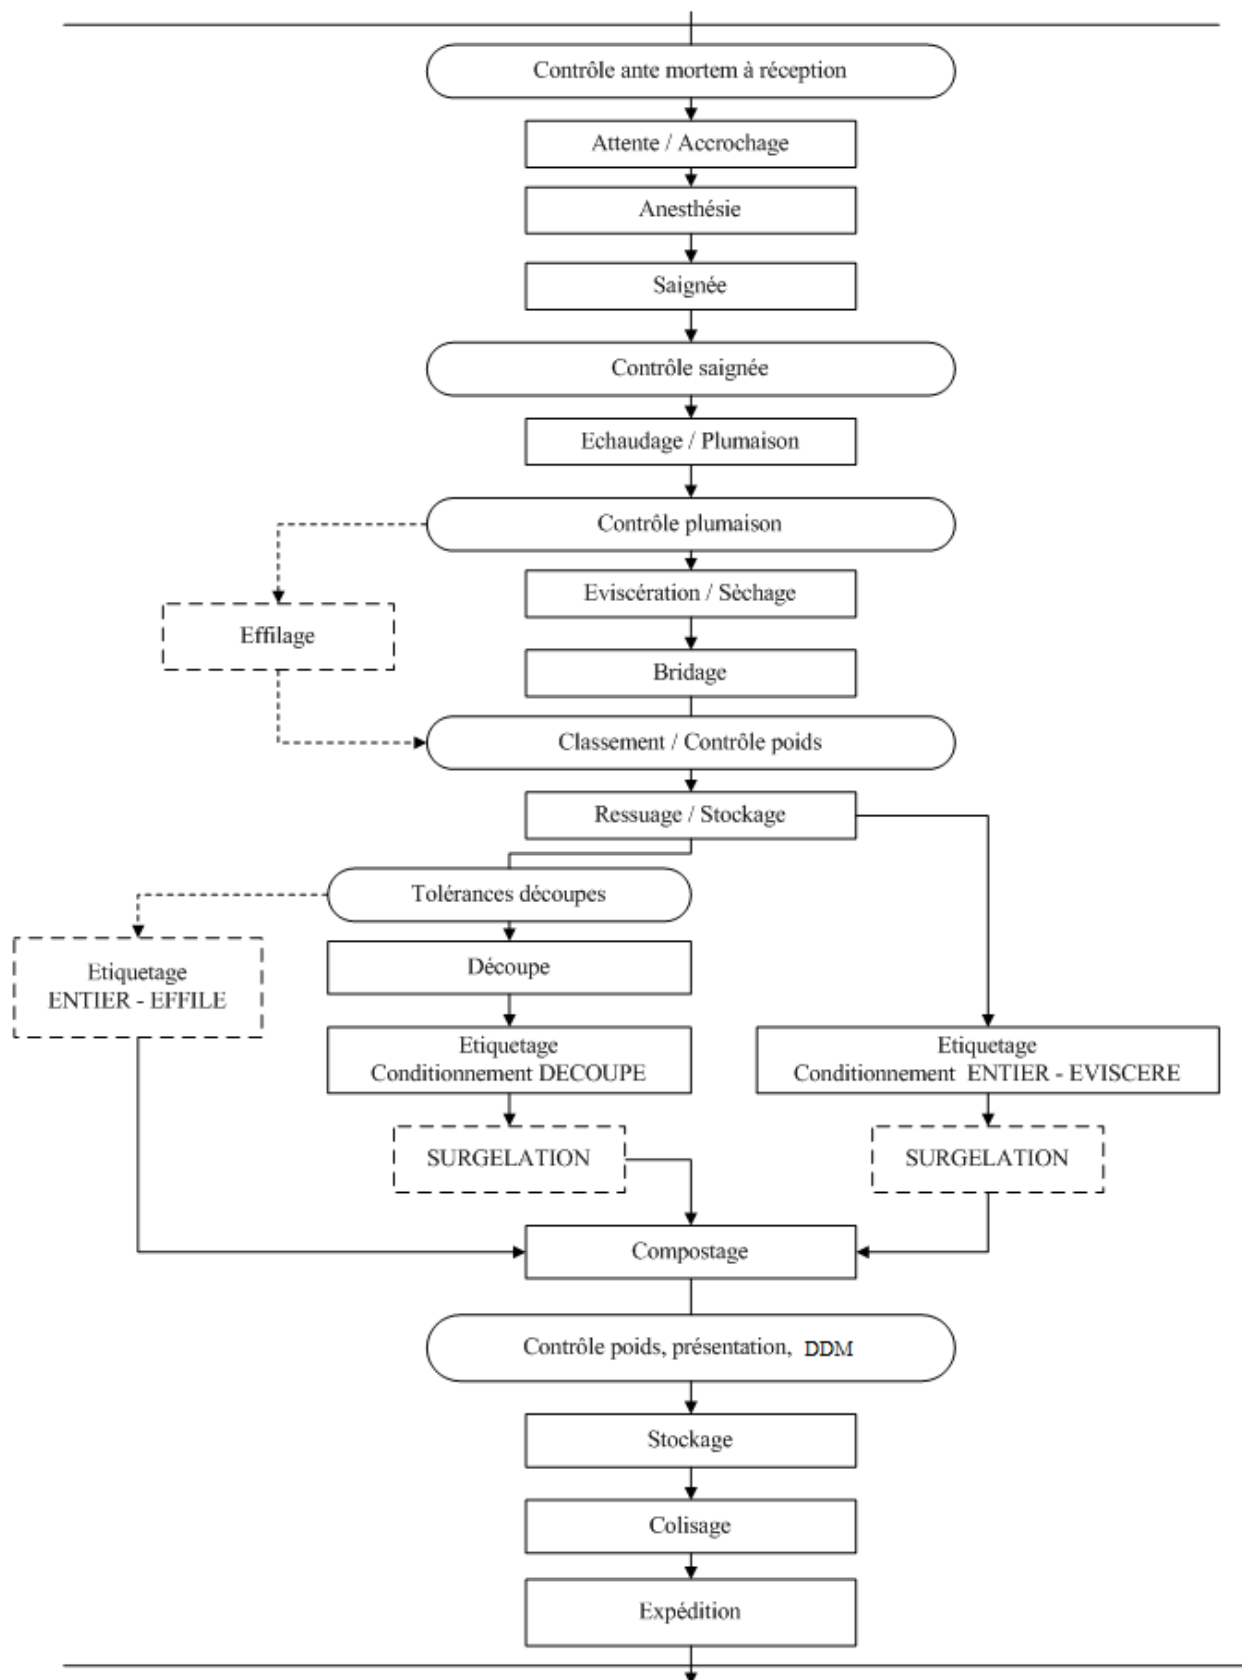 Contrôle ante mortem à réception
Attente / Accrochage
Anesthésie
Saignée
Contrôle saignée
Echaudage / Plumaison
Contrôle plumaison
Eviscération / Sèchage
Effilage
Bridage
Classement / Contrôle poids
Ressuage / Stockage
Tolérances découpes
Etiquetage
ENTIER - EFFILE
Découpe
Etiquetage
Conditionnement DECOUPE
Etiquetage
Conditionnement ENTIER - EVISCERE
SURGELATION
SURGELATION
Compostage
Contrôle poids, présentation, DDM
Stockage
Colisage
Expédition